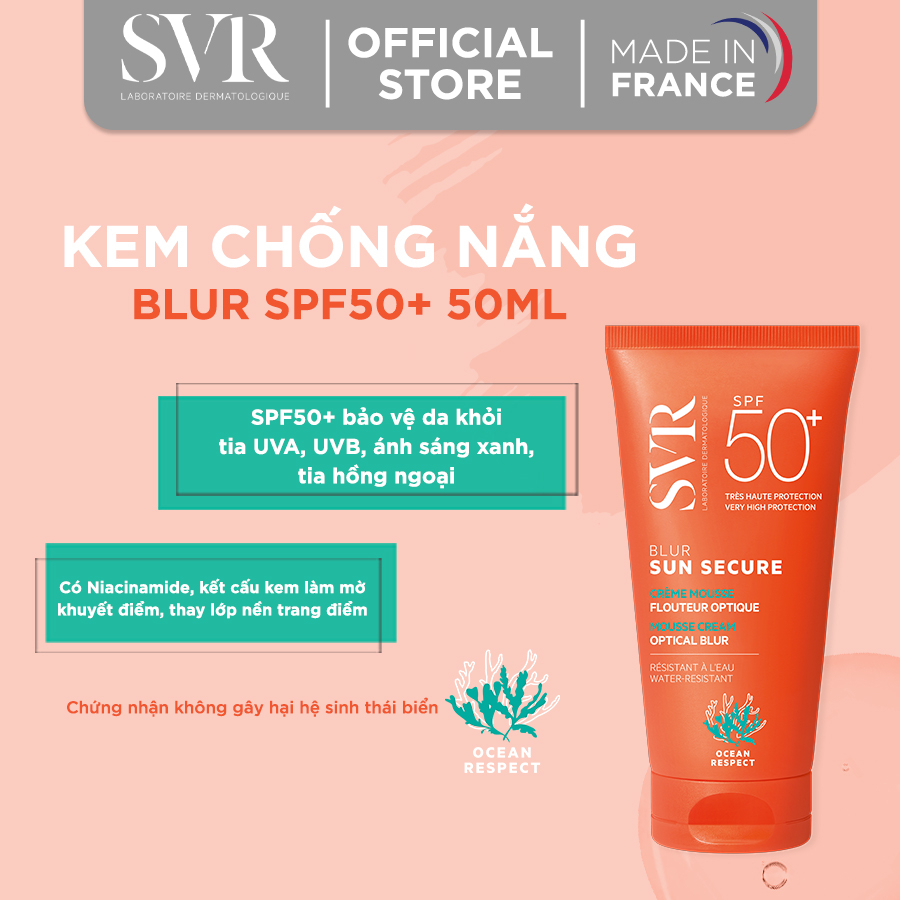 SVR
LABORATOIRE DERMATOLOGIQUE
OFFICIAL
STORE
MADE IN
FRANCE
KEM CHỐNG NẮNG
BLUR SPF50+ 50ML
SPF50+ bảo vệ da khỏi
tia UVA, UVB, ánh sáng xanh,
tia hồng ngoại
Có Niacinamide, kết cấu kem làm mờ
khuyết điểm, thay lớp nền trang điểm
Chứng nhận không gây hại hệ sinh thái biển
OCEAN
RESPECT
SVR
LABORATOIRE DERMATOLOGIQUE
SPF
50+
TRÈS HAUTE PROTECTION
VERY HIGH PROTECTION
BLUR
SUN SECURE
CRÈME MOUSSE
FLOUTEUR OPTIQUE
MOUSSE CREAM
OPTICAL BLUR
RÉSISTANT À L'EAU
WATER-RESISTANT
OCEAN
RESPECT